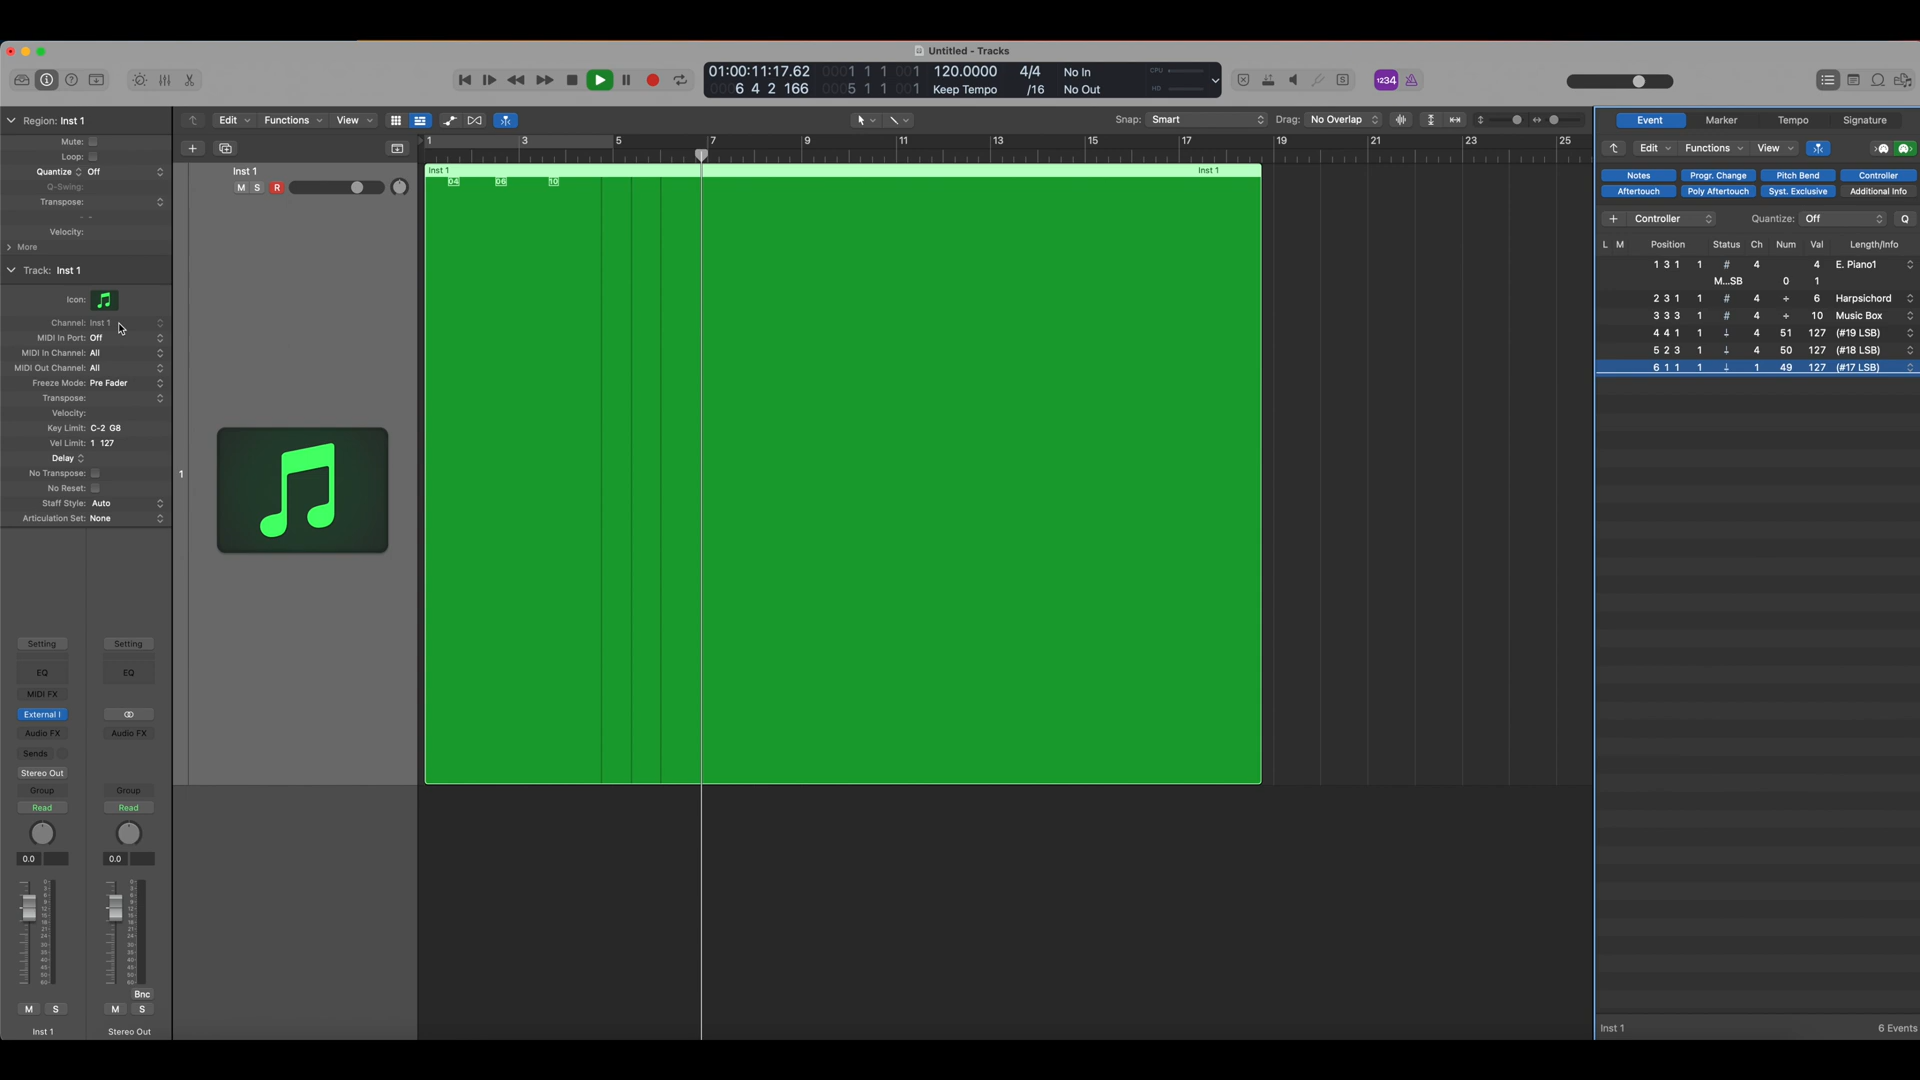 Untitled - Tracks
01:00:11:17.62 0001 1 1 001 120.0000 4/4 No In CPU
0006 4 2 166 0005 1 1 001 Keep Tempo /16 No Out HD
1234
Region: Inst 1
Mute:
Loop:
Quantize Off
Q-Swing:
Transpose:
- -
Velocity:
More
Track: Inst 1
Icon:
Channel: Inst 1
MIDI In Port: Off
MIDI In Channel: All
MIDI Out Channel: All
Freeze Mode: Pre Fader
Transpose:
Velocity:
Key Limit: C-2 G8
Vel Limit: 1 127
Delay
No Transpose:
No Reset:
Staff Style: Auto
Articulation Set: None
Setting Setting
EQ EQ
MIDI FX
External I
Audio FX Audio FX
Sends
Stereo Out
Group Group
Read Read
0.0 0.0
Bnc
M S M S
Inst 1 Stereo Out
Edit Functions View
Snap: Smart Drag: No Overlap
1 3 5 7 9 11 13 15 17 19 21 23 25
Inst 1
M S R
1
Inst 1 Inst 1
04 06 10
Event Marker Tempo Signature
Edit Functions View
Notes Progr. Change Pitch Bend Controller
Aftertouch Poly Aftertouch Syst. Exclusive Additional Info
+ Controller Quantize: Off Q
L M Position Status Ch Num Val Length/Info
1 3 1 1 # 4 4 E. Piano1
M...SB 0 1
2 3 1 1 # 4 ÷ 6 Harpsichord
3 3 3 1 # 4 ÷ 10 Music Box
4 4 1 1 ⤓ 4 51 127 (#19 LSB)
5 2 3 1 ⤓ 4 50 127 (#18 LSB)
6 1 1 1 ⤓ 1 49 127 (#17 LSB)
Inst 1 6 Events